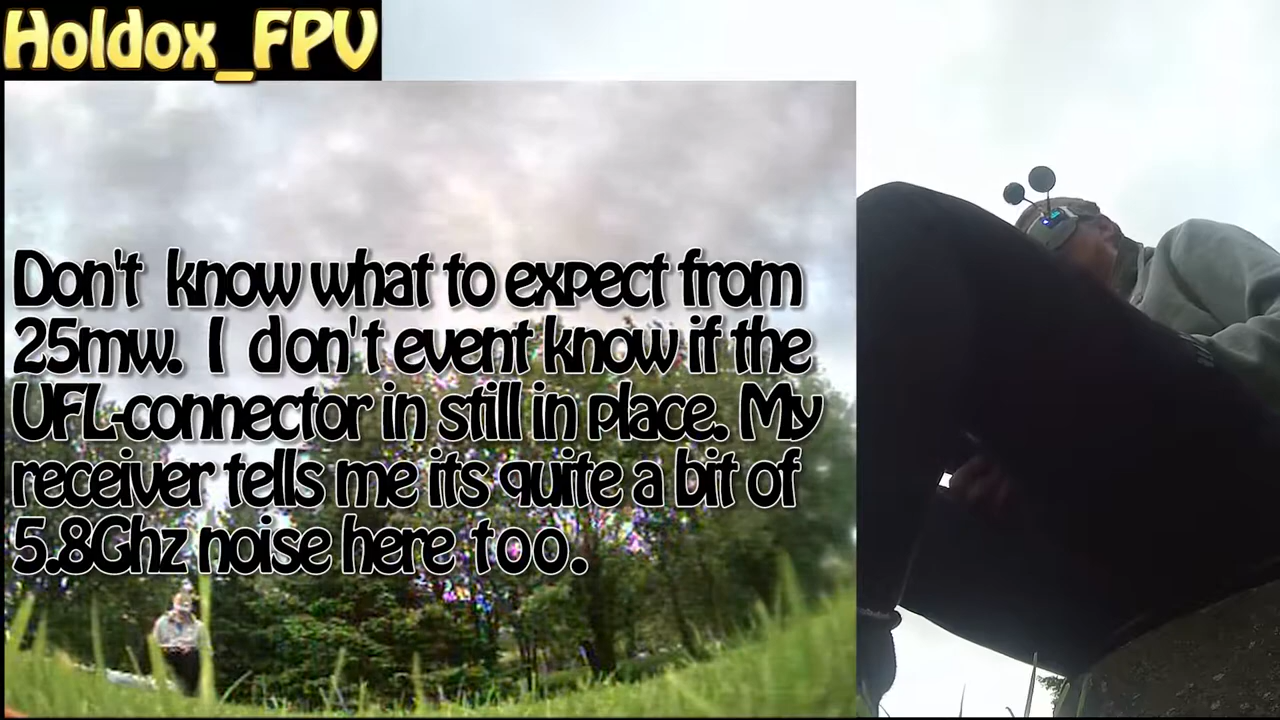 Holdox_FPV
Don't know what to expect from
25mw. I don't event know if the
UFL-connector in still in place. My
receiver tells me its quite a bit of
5.8Ghz noise here too.